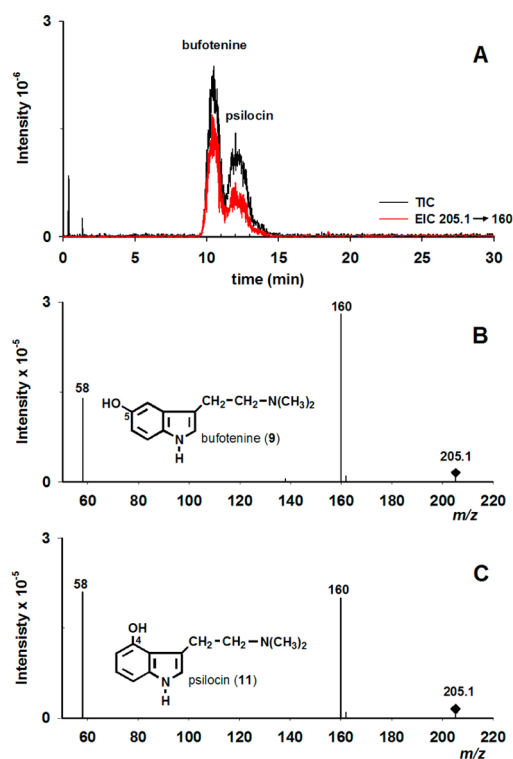 3
A
bufotenine
psilocin
Intensity 10-6
TIC
EIC 205.1 → 160
0
0 5 10 15 20 25 30
time (min)
3
160
B
58
HO
5
CH2–CH2–N(CH3)2
N
H
bufotenine (9)
205.1
Intensity x 10-5
0
60 80 100 120 140 160 180 200 220
m/z
3
C
58
160
OH
4
CH2–CH2–N(CH3)2
N
H
psilocin (11)
205.1
Intensisty x 10-5
0
60 80 100 120 140 160 180 200 220
m/z